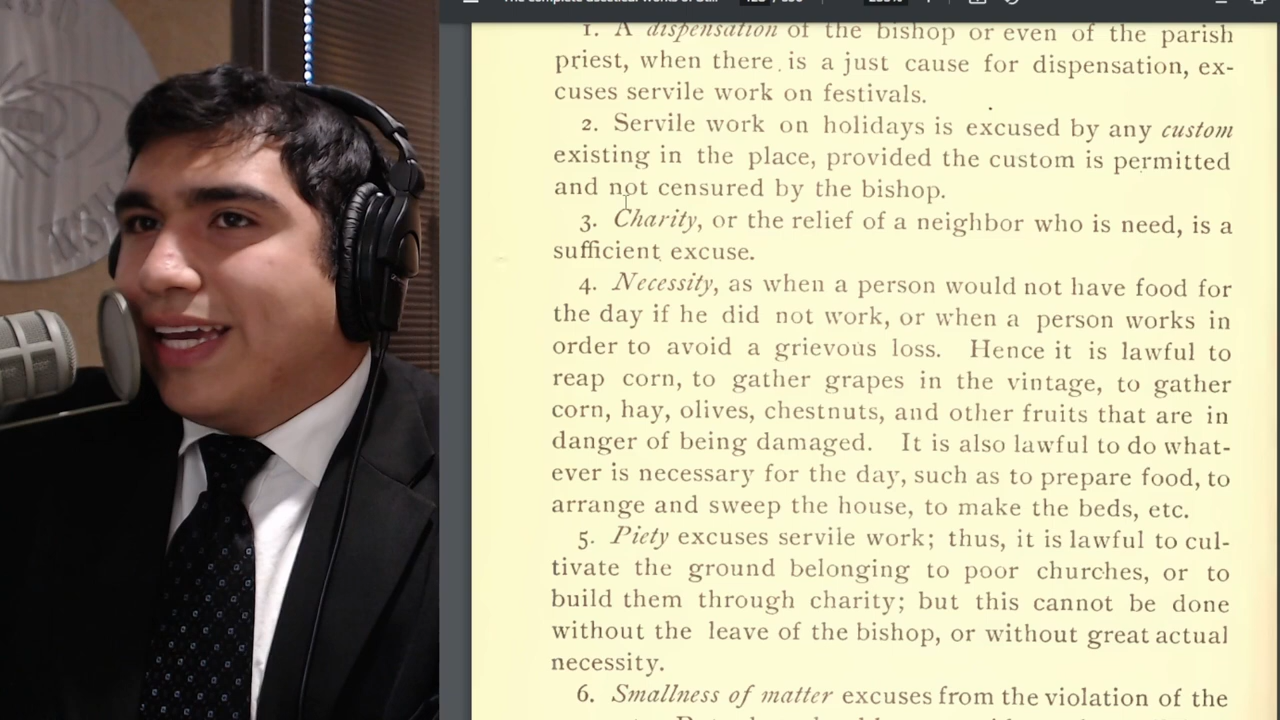 1. A dispensation of the bishop or even of the parish
priest, when there is a just cause for dispensation, ex-
cuses servile work on festivals.
2. Servile work on holidays is excused by any custom
existing in the place, provided the custom is permitted
and not censured by the bishop.
3. Charity, or the relief of a neighbor who is need, is a
sufficient excuse.
4. Necessity, as when a person would not have food for
the day if he did not work, or when a person works in
order to avoid a grievous loss. Hence it is lawful to
reap corn, to gather grapes in the vintage, to gather
corn, hay, olives, chestnuts, and other fruits that are in
danger of being damaged. It is also lawful to do what-
ever is necessary for the day, such as to prepare food, to
arrange and sweep the house, to make the beds, etc.
5. Piety excuses servile work; thus, it is lawful to cul-
tivate the ground belonging to poor churches, or to
build them through charity; but this cannot be done
without the leave of the bishop, or without great actual
necessity.
6. Smallness of matter excuses from the violation of the